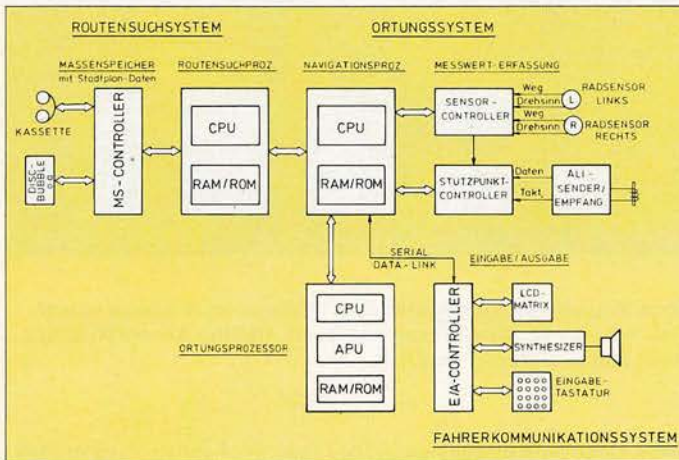 ROUTENSUCHSYSTEM
ORTUNGSSYSTEM
MASSENSPEICHER
mit Stadtplan-Daten
ROUTENSUCHPROZ.
NAVIGATIONSPROZ.
MESSWERT-ERFASSUNG
KASSETTE
DISC-
BUBBLE
MS-CONTROLLER
CPU
RAM/ROM
CPU
RAM/ROM
SENSOR-
CONTROLLER
Weg
Drehsinn
L
Weg
Drehsinn
R
RADSENSOR
LINKS
RADSENSOR
RECHTS
STUTZPUNKT-
CONTROLLER
Daten
Takt
ALI-
SENDER/
EMPFANG.
SERIAL
DATA-LINK
EINGABE/AUSGABE
ORTUNGSPROZESSOR
CPU
APU
RAM/ROM
E/A-CONTROLLER
LCD-
MATRIX
SYNTHESIZER
EINGABE-
TASTATUR
FAHRERKOMMUNIKATIONSSYSTEM